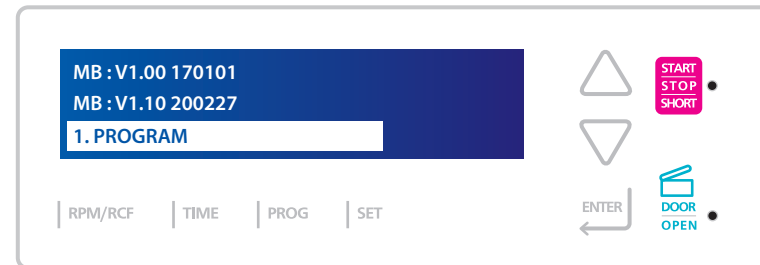 MB : V1.00 170101
MB : V1.10 200227
1. PROGRAM
START
STOP
SHORT
RPM/RCF
TIME
PROG
SET
ENTER
DOOR
OPEN